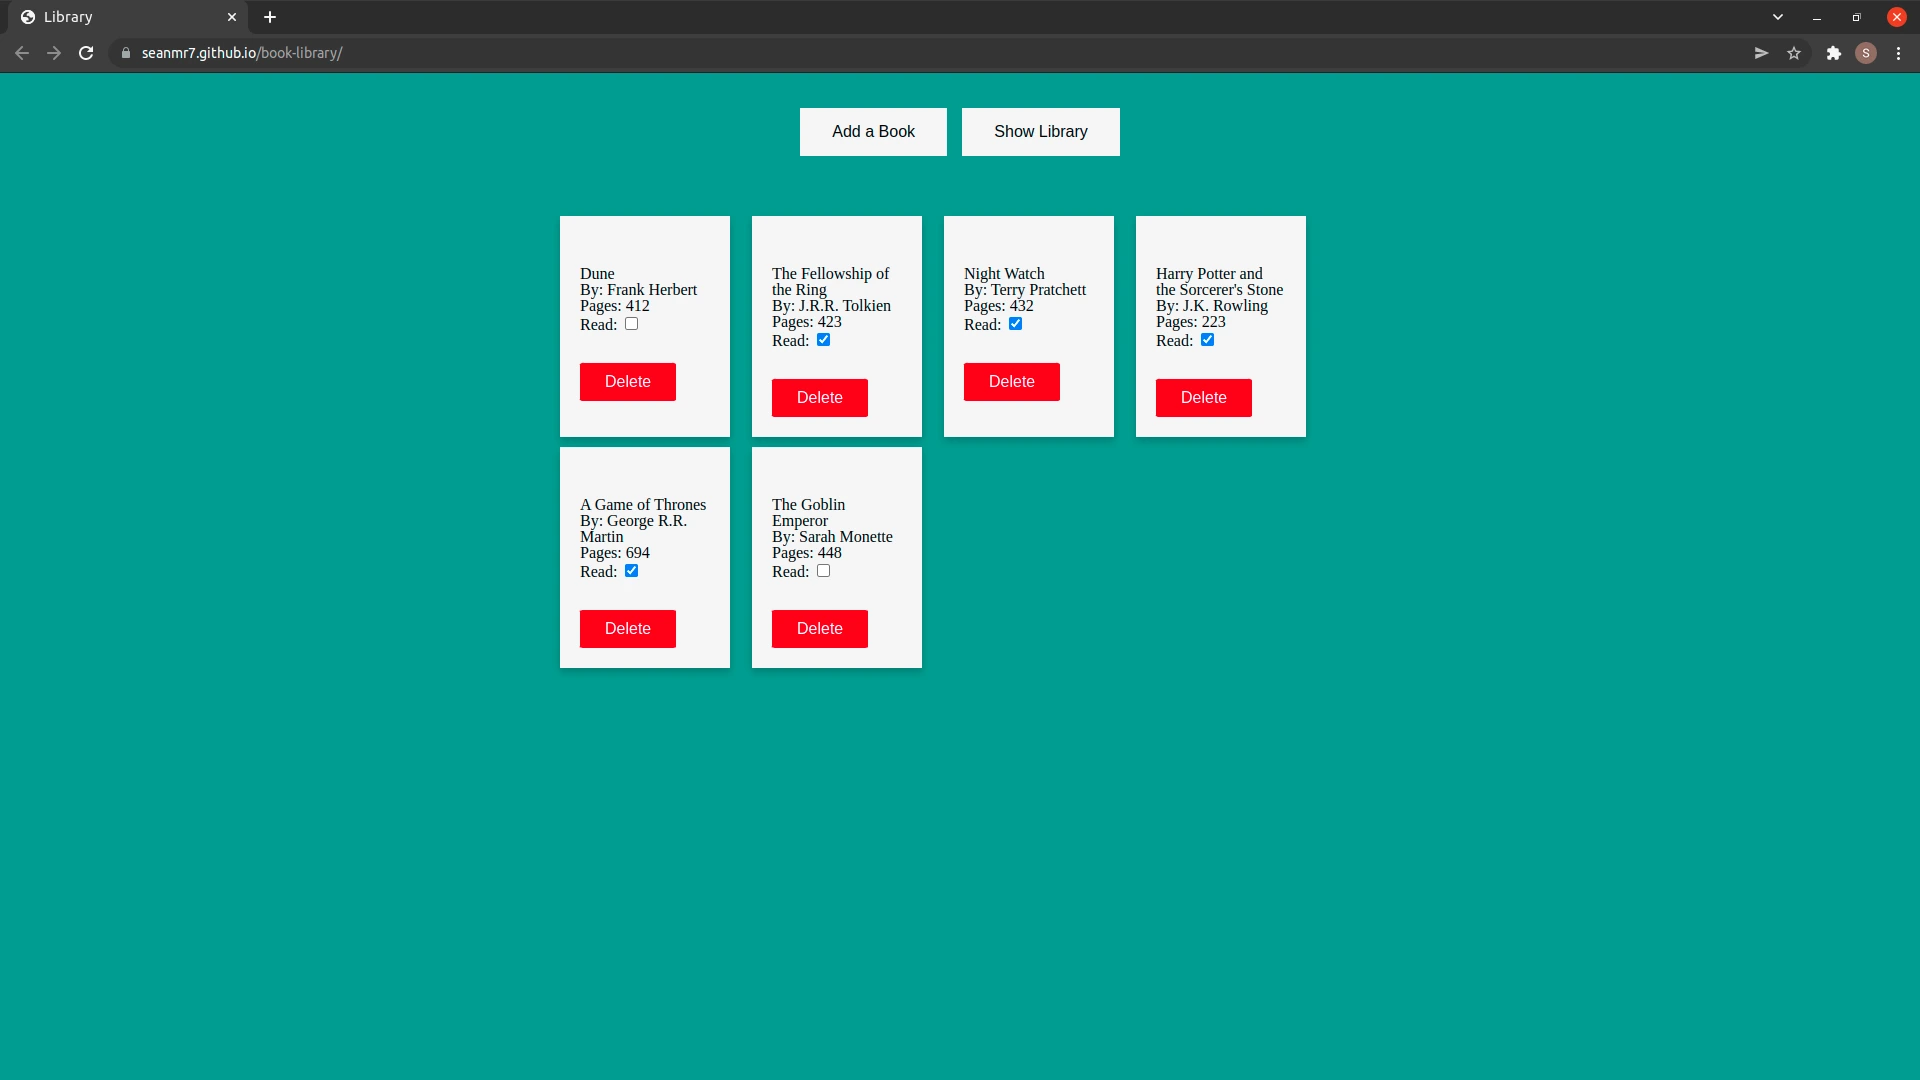 Library
seanmr7.github.io/book-library/
S
Add a Book
Show Library
Dune
By: Frank Herbert
Pages: 412
Read:
Delete
The Fellowship of
the Ring
By: J.R.R. Tolkien
Pages: 423
Read:
Delete
Night Watch
By: Terry Pratchett
Pages: 432
Read:
Delete
Harry Potter and
the Sorcerer's Stone
By: J.K. Rowling
Pages: 223
Read:
Delete
A Game of Thrones
By: George R.R.
Martin
Pages: 694
Read:
Delete
The Goblin
Emperor
By: Sarah Monette
Pages: 448
Read:
Delete